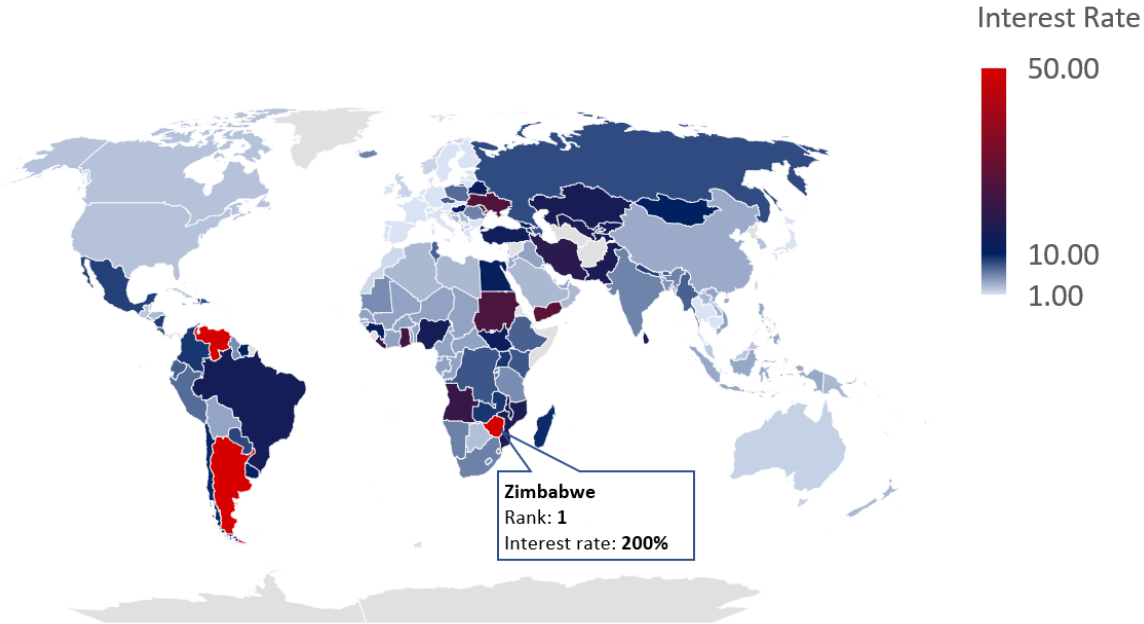 Interest Rate
50.00
10.00
1.00
Zimbabwe
Rank: 1
Interest rate: 200%